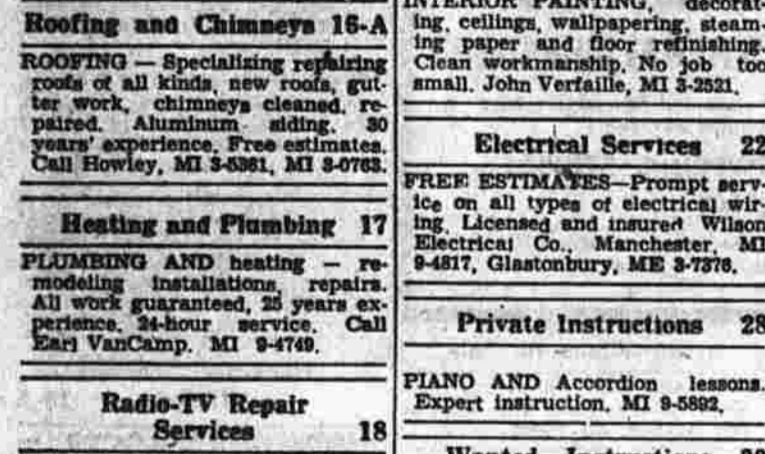 Roofing and Chimneys 16-A
ROOFING — Specializing repairing
roofs of all kinds, new roofs, gut-
ter work, chimneys cleaned, re-
paired. Aluminum siding. 30
years' experience. Free estimates.
Call Howley, MI 3-5361, MI 3-0763.
Heating and Plumbing 17
PLUMBING AND heating — re-
modeling installations, repairs.
All work guaranteed, 25 years ex-
perience, 24-hour service. Call
Earl VanCamp. MI 9-4749.
Radio-TV Repair
Services 18
INTERIOR PAINTING, decorat-
ing, ceilings, wallpapering, steam-
ing paper and floor refinishing.
Clean workmanship. No job too
small. John Verfaille, MI 3-2521.
Electrical Services 22
FREE ESTIMATES—Prompt serv-
ice on all types of electrical wir-
ing. Licensed and insured Wilson
Electrical Co., Manchester, MI
9-4817, Glastonbury, ME 3-7376.
Private Instructions 28
PIANO AND Accordion lessons.
Expert instruction. MI 9-5892.
Wanted Instructions